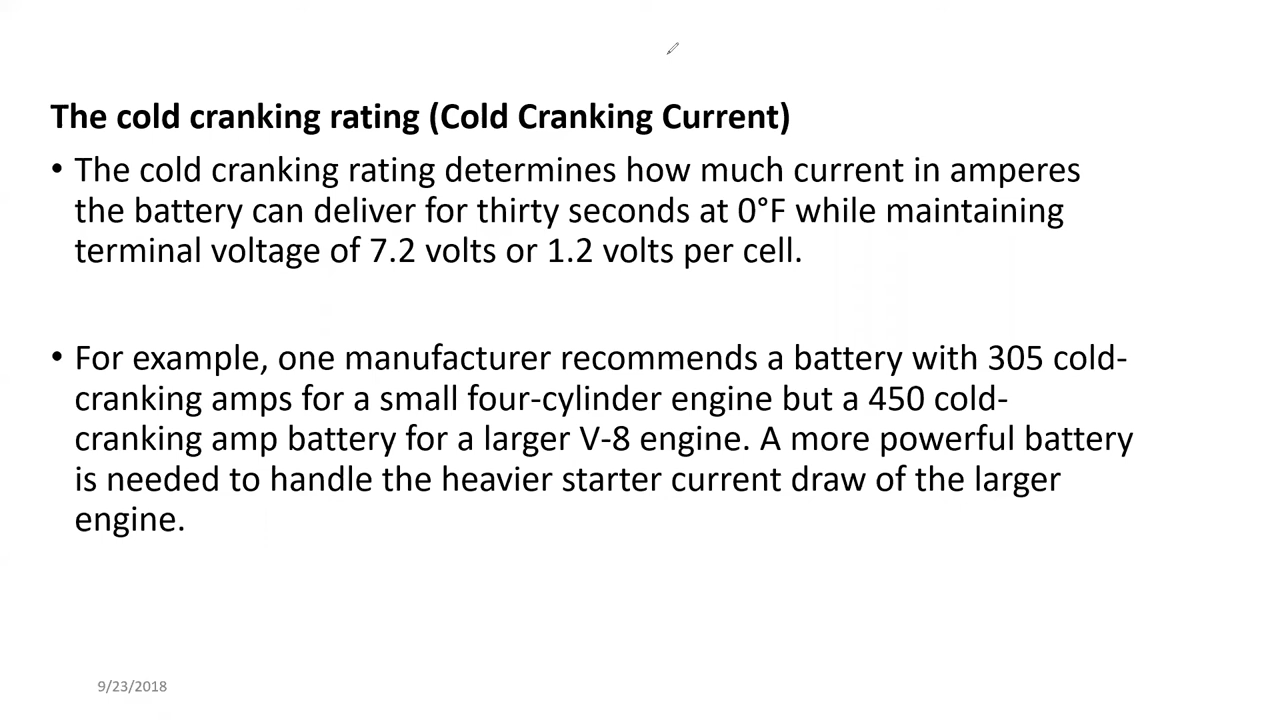 The cold cranking rating (Cold Cranking Current)
• The cold cranking rating determines how much current in amperes
the battery can deliver for thirty seconds at 0°F while maintaining
terminal voltage of 7.2 volts or 1.2 volts per cell.
• For example, one manufacturer recommends a battery with 305 cold-
cranking amps for a small four-cylinder engine but a 450 cold-
cranking amp battery for a larger V-8 engine. A more powerful battery
is needed to handle the heavier starter current draw of the larger
engine.
9/23/2018